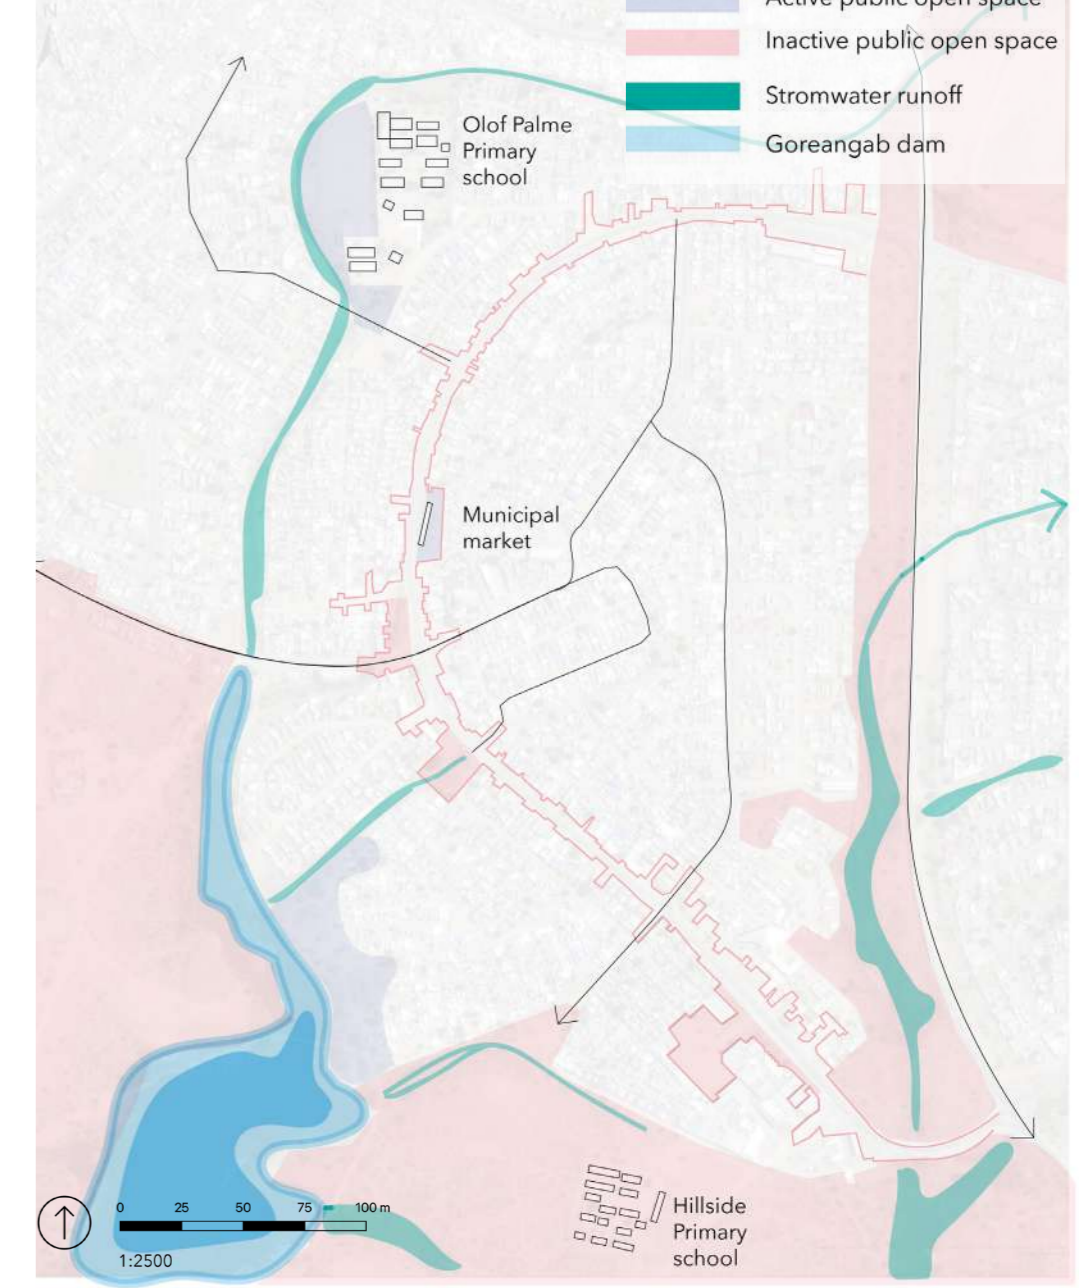 Active public open space
Inactive public open space
Stromwater runoff
Goreangab dam
Olof Palme
Primary
school
Municipal
market
Hillside
Primary
school
0 25 50 75 100 m
1:2500